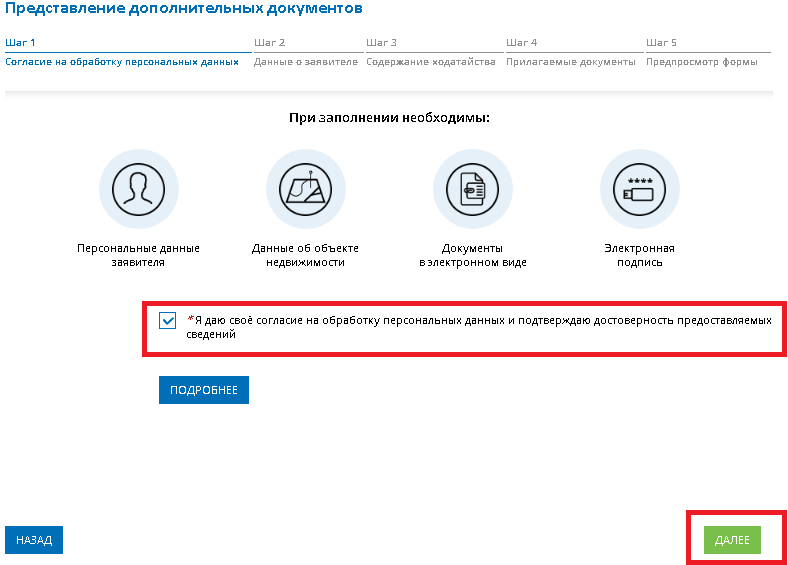 Представление дополнительных документов
Шаг 1
Шаг 2
Шаг 3
Шаг 4
Шаг 5
Согласие на обработку персональных данных
Данные о заявителе
Содержание ходатайства
Прилагаемые документы
Предпросмотр формы
При заполнении необходимы:
Персональные данные
заявителя
Данные об объекте
недвижимости
Документы
в электронном виде
Электронная
подпись
*Я даю своё согласие на обработку персональных данных и подтверждаю достоверность предоставляемых
сведений
ПОДРОБНЕЕ
НАЗАД
ДАЛЕЕ